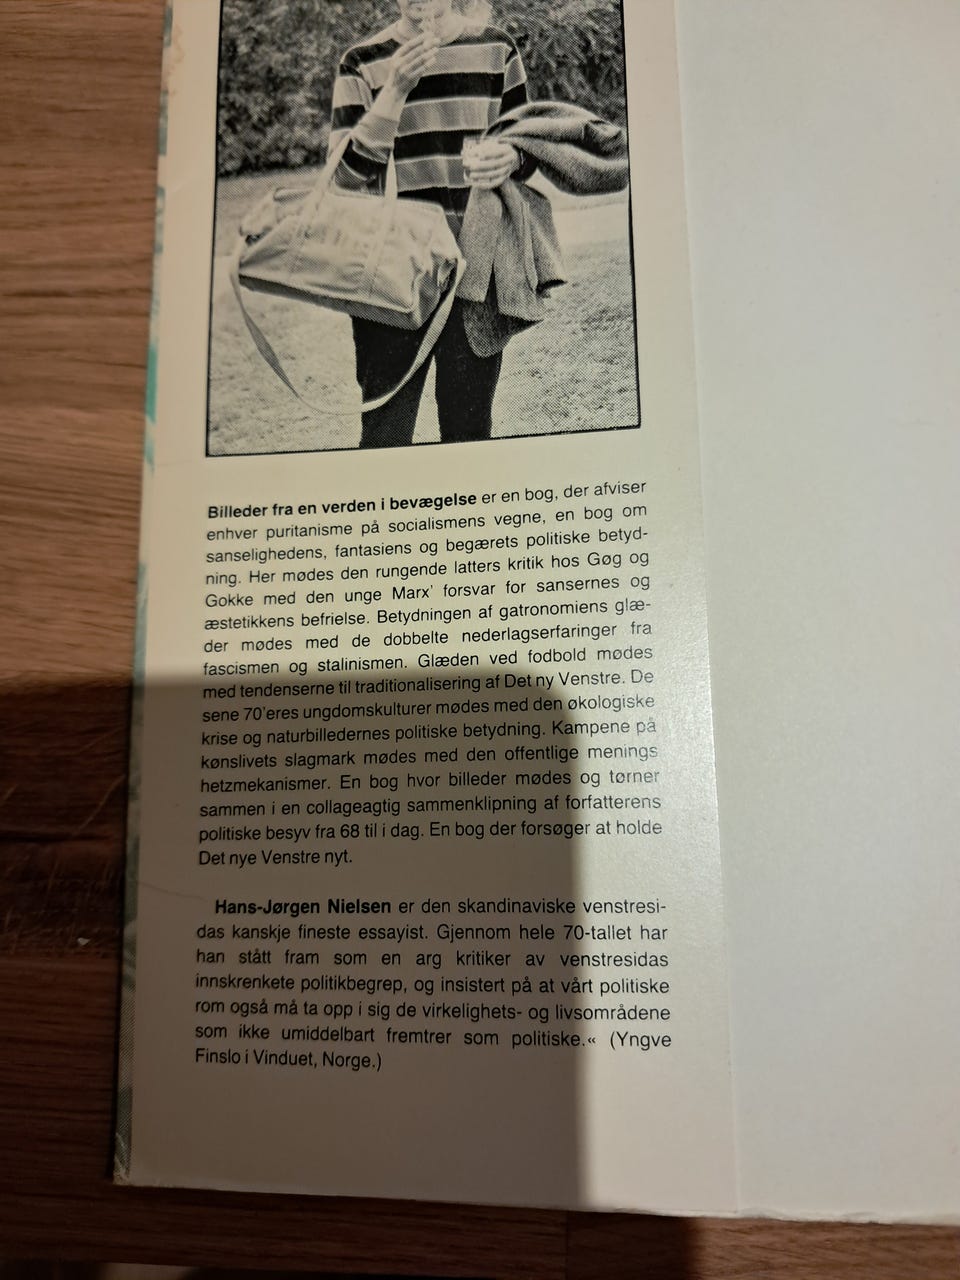 Billeder fra en verden i bevægelse er en bog, der afviser
enhver puritanisme på socialismens vegne, en bog om
sanselighedens, fantasiens og begærets politiske betyd-
ning. Her mødes den rungende latters kritik hos Gøg og
Gokke med den unge Marx' forsvar for sansernes og
æstetikkens befrielse. Betydningen af gatronomiens glæ-
der mødes med de dobbelte nederlagserfaringer fra
fascismen og stalinismen. Glæden ved fodbold mødes
med tendenserne til traditionalisering af Det ny Venstre. De
sene 70'eres ungdomskulturer mødes med den økologiske
krise og naturbilledernes politiske betydning. Kampene på
kønslivets slagmark mødes med den offentlige menings
hetzmekanismer. En bog hvor billeder mødes og tørner
sammen i en collageagtig sammenklipning af forfatterens
politiske besyv fra 68 til i dag. En bog der forsøger at holde
Det nye Venstre nyt.
Hans-Jørgen Nielsen er den skandinaviske venstresi-
das kanskje fineste essayist. Gjennom hele 70-tallet har
han stått fram som en arg kritiker av venstresidas
innskrenkete politikbegrep, og insistert på at vårt politiske
rom også må ta opp i sig de virkelighets- og livsområdene
som ikke umiddelbart fremtrer som politiske.« (Yngve
Finslo i Vinduet, Norge.)